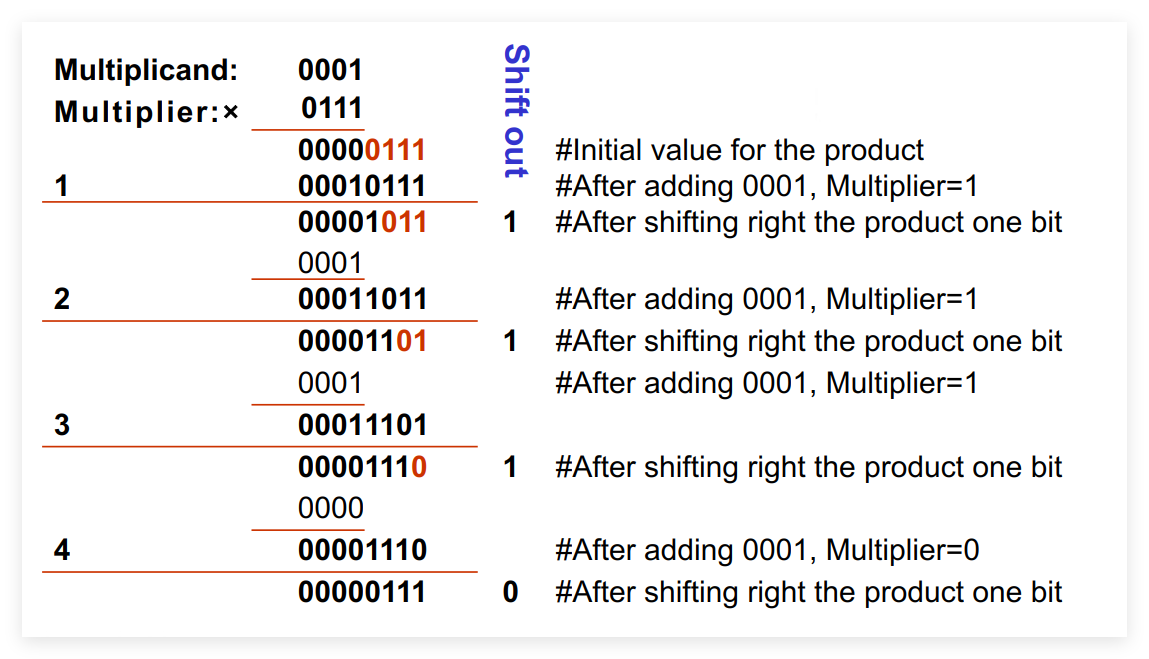 Multiplicand: 0001
Multiplier:× 0111
Shift out
00000111 #Initial value for the product
1 00010111 #After adding 0001, Multiplier=1
00001011 1 #After shifting right the product one bit
0001
2 00011011 #After adding 0001, Multiplier=1
00001101 1 #After shifting right the product one bit
0001 #After adding 0001, Multiplier=1
3 00011101
00001110 1 #After shifting right the product one bit
0000
4 00001110 #After adding 0001, Multiplier=0
00000111 0 #After shifting right the product one bit